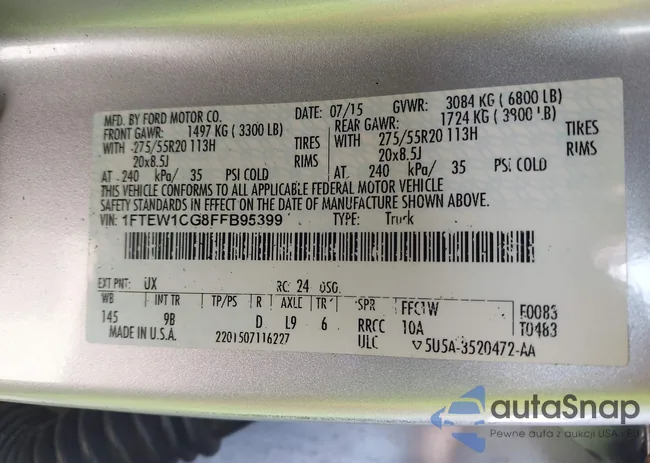 MFD. BY FORD MOTOR CO. DATE: 07/15 GVWR: 3084 KG ( 6800 LB)
FRONT GAWR: 1497 KG ( 3300 LB) REAR GAWR: 1724 KG ( 3800 LB)
WITH 275/55R20 113H TIRES WITH 275/55R20 113H TIRES
20x8.5J RIMS 20x8.5J RIMS
AT 240 kPa/ 35 PSI COLD AT 240 kPa/ 35 PSI COLD
THIS VEHICLE CONFORMS TO ALL APPLICABLE FEDERAL MOTOR VEHICLE
SAFETY STANDARDS IN EFFECT ON THE DATE OF MANUFACTURE SHOWN ABOVE.
VIN: 1FTEW1CG8FFB95399 TYPE: Truck
EXT PNT: UX RC: 24 DSO:
WB INT TR TP/PS R AXLE TR SPR FFC1W F0083
145 9B D L9 6 RRCC 10A T0483
MADE IN U.S.A. 2201507116227 ULC ▽5U5A-3520472-AA
autoSnap
Pewne auta z aukcji USA - EU